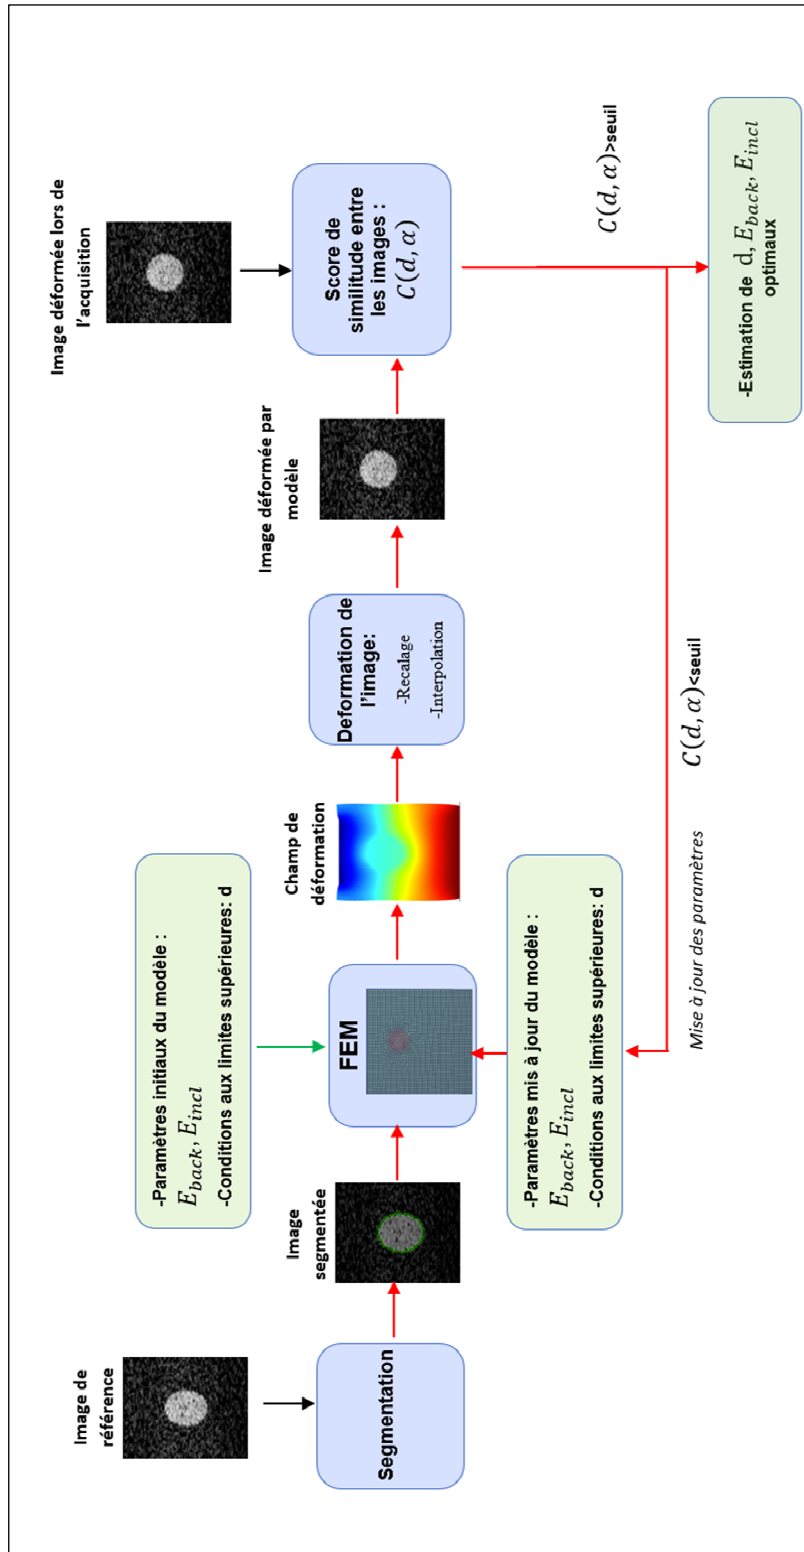 Image de
référence
Segmentation
Image
segmentée
-Paramètres initiaux du modèle :
E_back, E_incl
-Conditions aux limites supérieures: d
FEM
-Paramètres mis à jour du modèle :
E_back, E_incl
-Conditions aux limites supérieures: d
Champ de
déformation
Deformation de
l'image:
-Recalage
-Interpolation
Image déformée par
modèle
Image déformée lors de
l'acquisition
Score de
similitude entre
les images :
C(d, α)
C(d, α)<seuil
Mise à jour des paramètres
C(d, α)>seuil
-Estimation de d, E_back, E_incl
optimaux